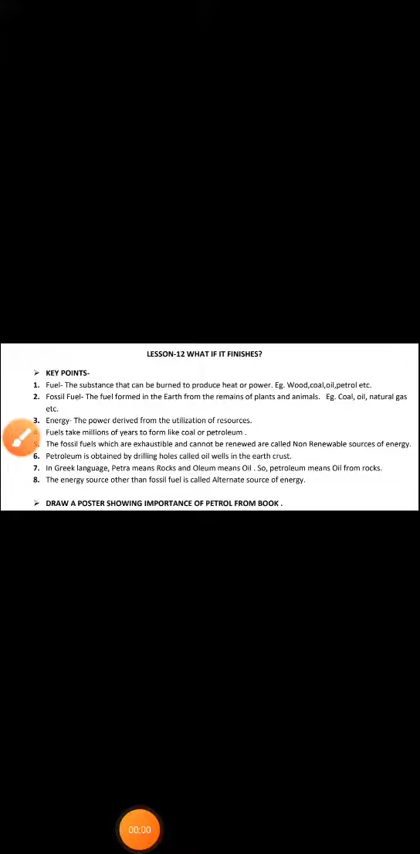 LESSON-12 WHAT IF IT FINISHES?
➢ KEY POINTS-
1. Fuel- The substance that can be burned to produce heat or power. Eg. Wood,coal,oil,petrol etc.
2. Fossil Fuel- The fuel formed in the Earth from the remains of plants and animals. Eg. Coal, oil, natural gas
etc.
3. Energy- The power derived from the utilization of resources.
Fuels take millions of years to form like coal or petroleum .
5. The fossil fuels which are exhaustible and cannot be renewed are called Non Renewable sources of energy.
6. Petroleum is obtained by drilling holes called oil wells in the earth crust.
7. In Greek language, Petra means Rocks and Oleum means Oil . So, petroleum means Oil from rocks.
8. The energy source other than fossil fuel is called Alternate source of energy.
➢ DRAW A POSTER SHOWING IMPORTANCE OF PETROL FROM BOOK .
00:00